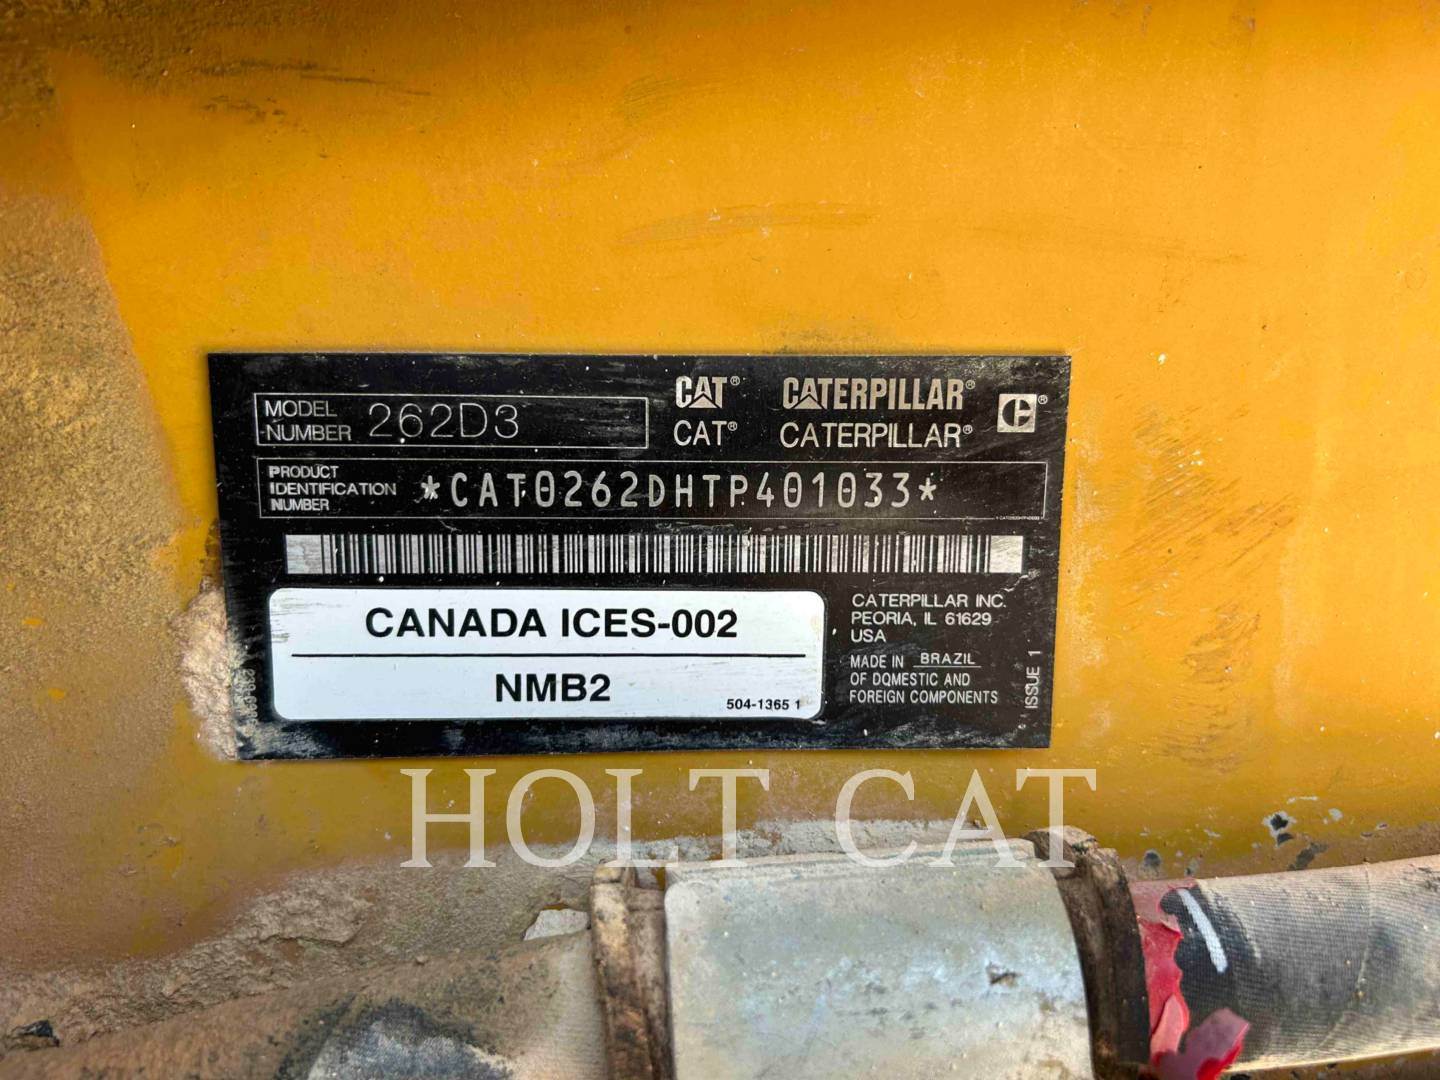 MODEL NUMBER 262D3
CAT® CATERPILLAR®
CAT® CATERPILLAR®
PRODUCT IDENTIFICATION NUMBER *CAT0262DHTP401033*
CANADA ICES-002
NMB2
504-1365 1
CATERPILLAR INC.
PEORIA, IL 61629
USA
MADE IN BRAZIL
OF DOMESTIC AND
FOREIGN COMPONENTS
ISSUE 1
HOLT CAT